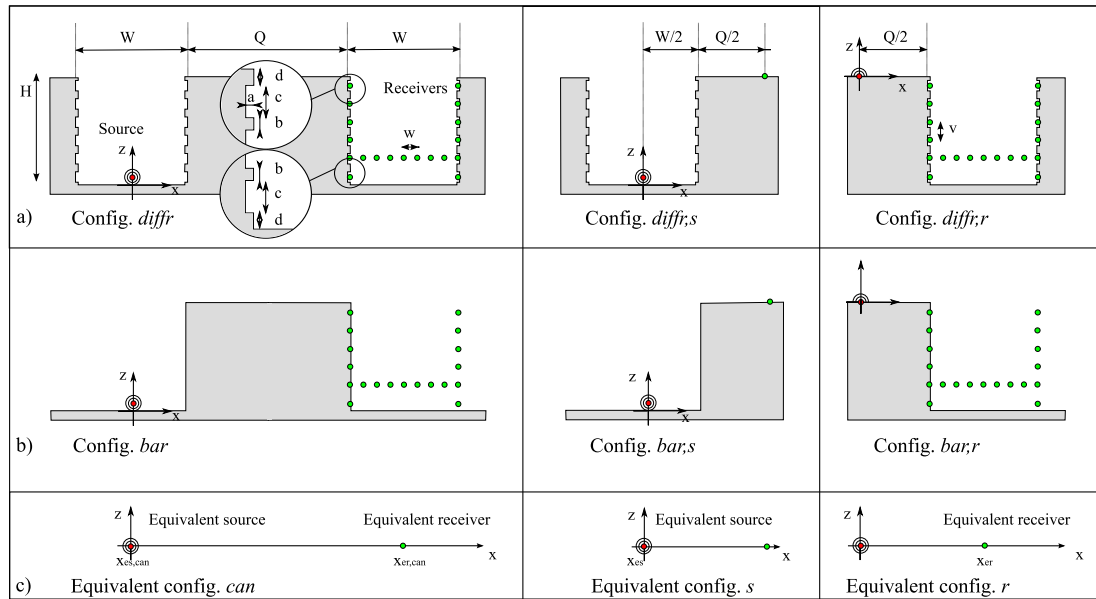 W Q W W/2 Q/2 Q/2
z
H d
a c
b
Receivers
x
Source
z
w
v
b
c
d
z
x
x
a) Config. diffr Config. diffr,s Config. diffr,r
z
x
z
x
b) Config. bar Config. bar,s Config. bar,r
z Equivalent source Equivalent receiver z Equivalent source z Equivalent receiver
x x x
xes,can xer,can xes xer
c) Equivalent config. can Equivalent config. s Equivalent config. r